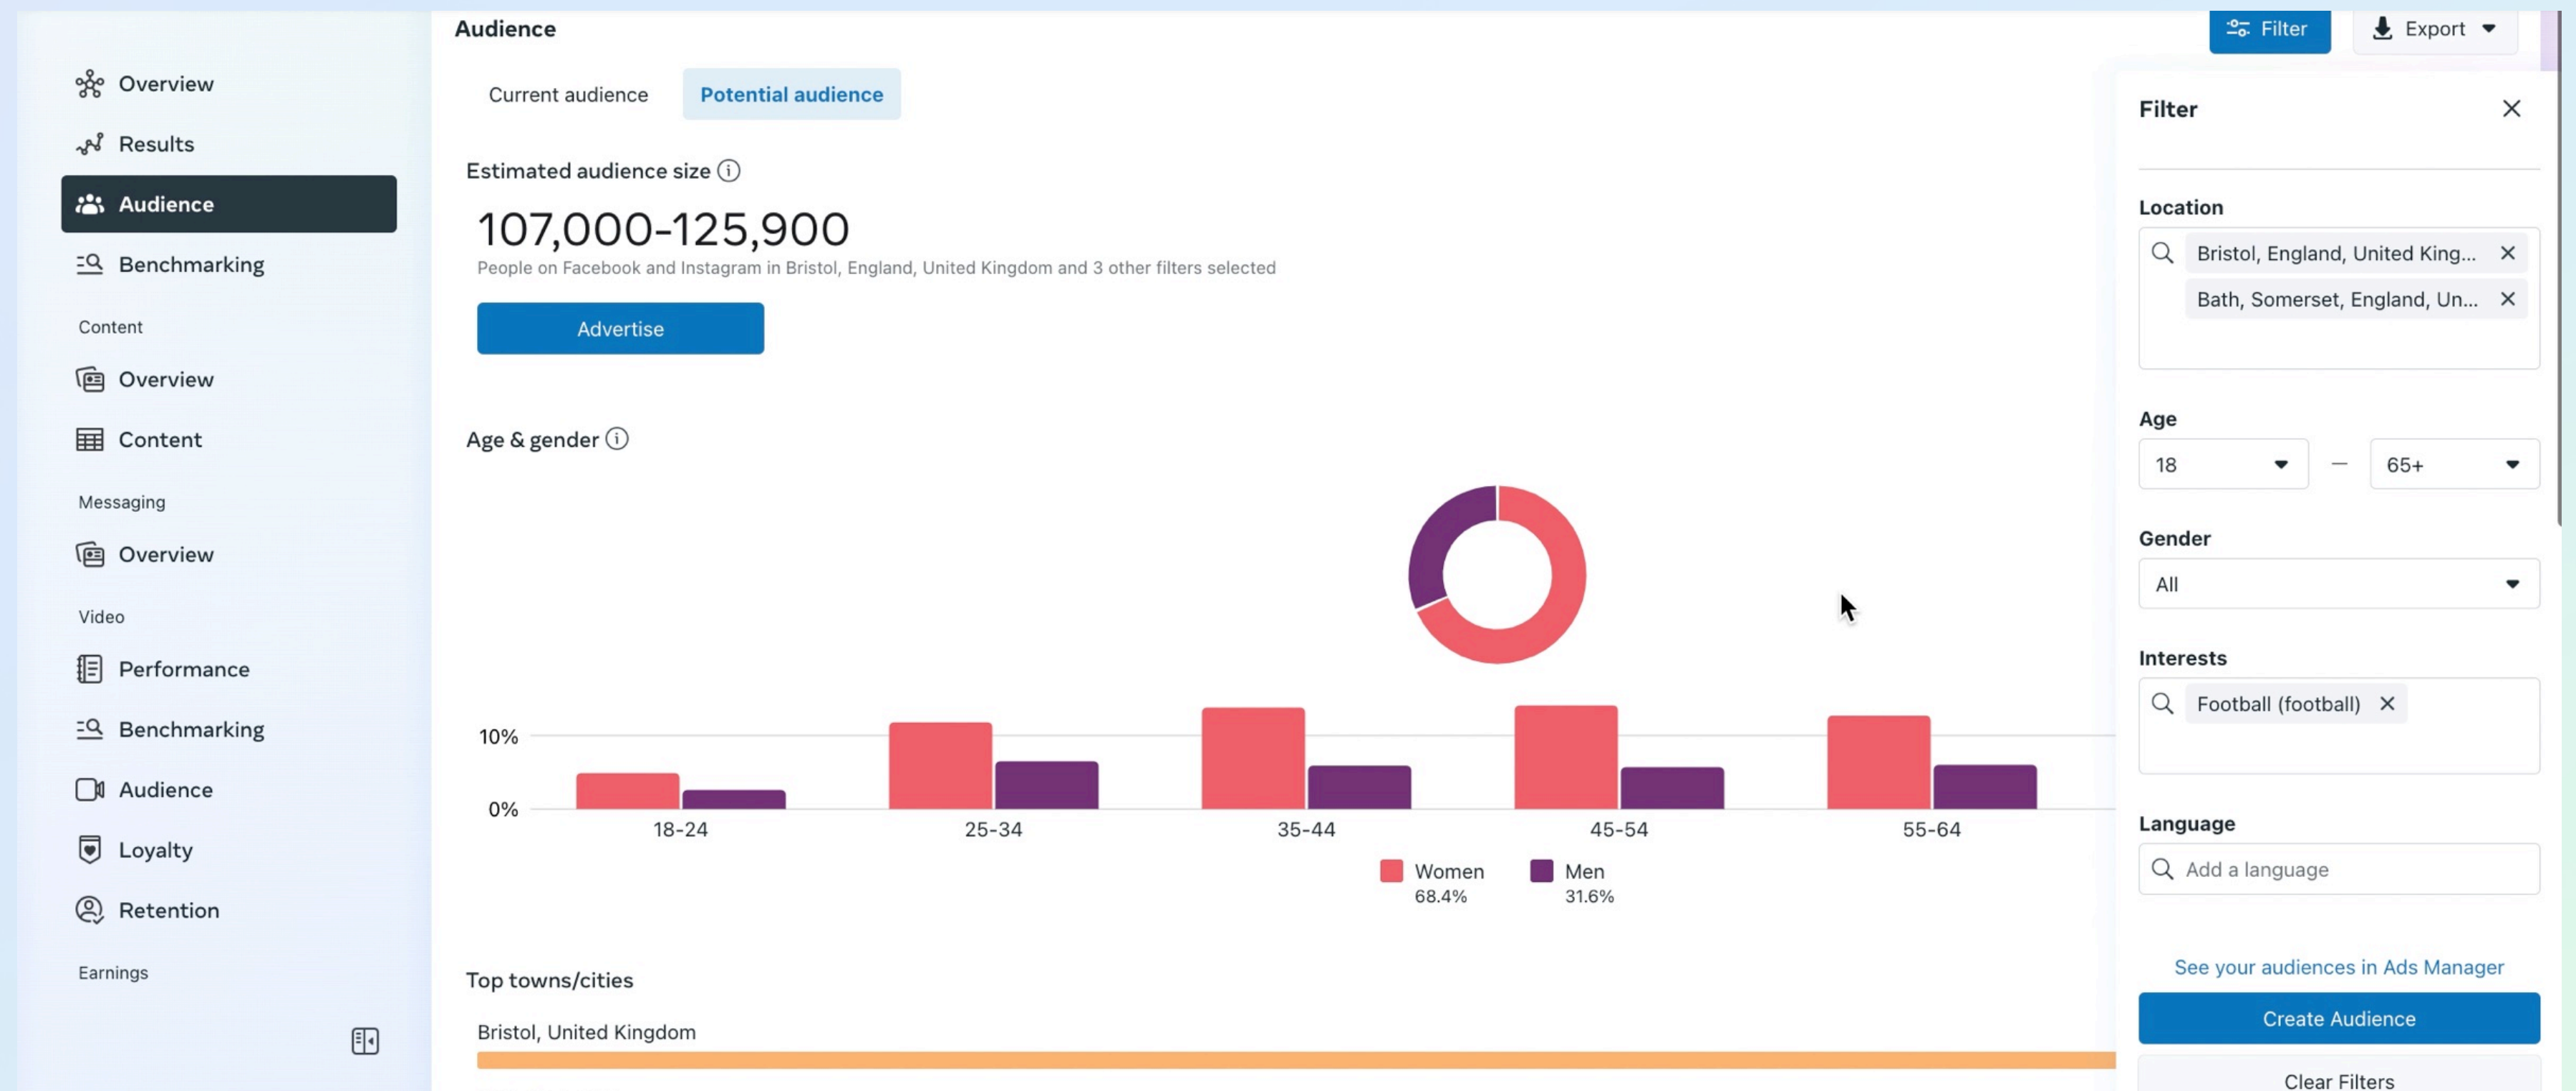 Audience
Filter
Export
Overview
Results
Audience
Benchmarking
Content
Overview
Content
Messaging
Overview
Video
Performance
Benchmarking
Audience
Loyalty
Retention
Earnings
Current audience
Potential audience
Estimated audience size
107,000-125,900
People on Facebook and Instagram in Bristol, England, United Kingdom and 3 other filters selected
Advertise
Age & gender
10%
0%
18-24
25-34
35-44
45-54
55-64
Women
68.4%
Men
31.6%
Top towns/cities
Bristol, United Kingdom
Filter
Location
Bristol, England, United King...
Bath, Somerset, England, Un...
Age
18
—
65+
Gender
All
Interests
Football (football)
Language
Add a language
See your audiences in Ads Manager
Create Audience
Clear Filters